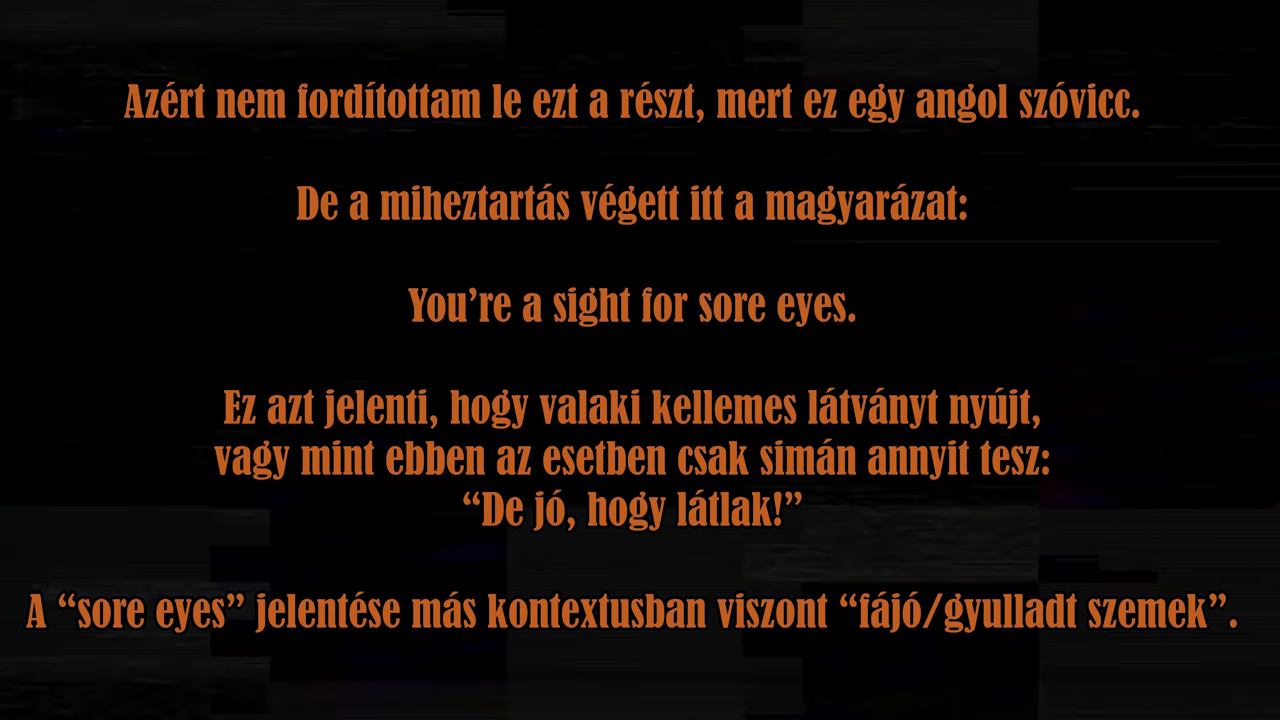 Azért nem fordítottam le ezt a részt, mert ez egy angol szóvicc.
De a miheztartás végett itt a magyarázat:
You’re a sight for sore eyes.
Ez azt jelenti, hogy valaki kellemes látványt nyújt,
vagy mint ebben az esetben csak simán annyit tesz:
“De jó, hogy látlak!”
A “sore eyes” jelentése más kontextusban viszont “fájó/gyulladt szemek”.